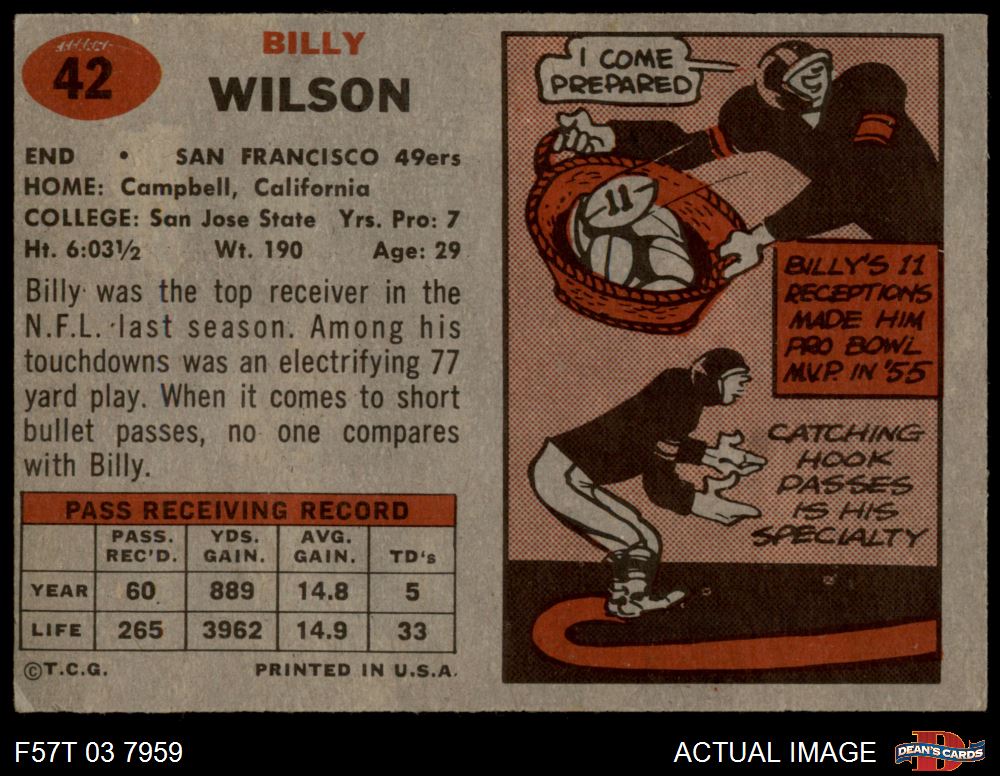 42
BILLY
WILSON
END • SAN FRANCISCO 49ers
HOME: Campbell, California
COLLEGE: San Jose State Yrs. Pro: 7
Ht. 6:03½ Wt. 190 Age: 29
Billy was the top receiver in the
N.F.L. last season. Among his
touchdowns was an electrifying 77
yard play. When it comes to short
bullet passes, no one compares
with Billy.
PASS RECEIVING RECORD
PASS. REC'D. YDS. GAIN. AVG. GAIN. TD's
YEAR 60 889 14.8 5
LIFE 265 3962 14.9 33
©T.C.G. PRINTED IN U.S.A.
I COME
PREPARED
11
BILLY'S 11
RECEPTIONS
MADE HIM
PRO BOWL
M.V.P. IN '55
CATCHING
HOOK
PASSES
IS HIS
SPECIALTY
F57T 03 7959
ACTUAL IMAGE
DEAN'S CARDS